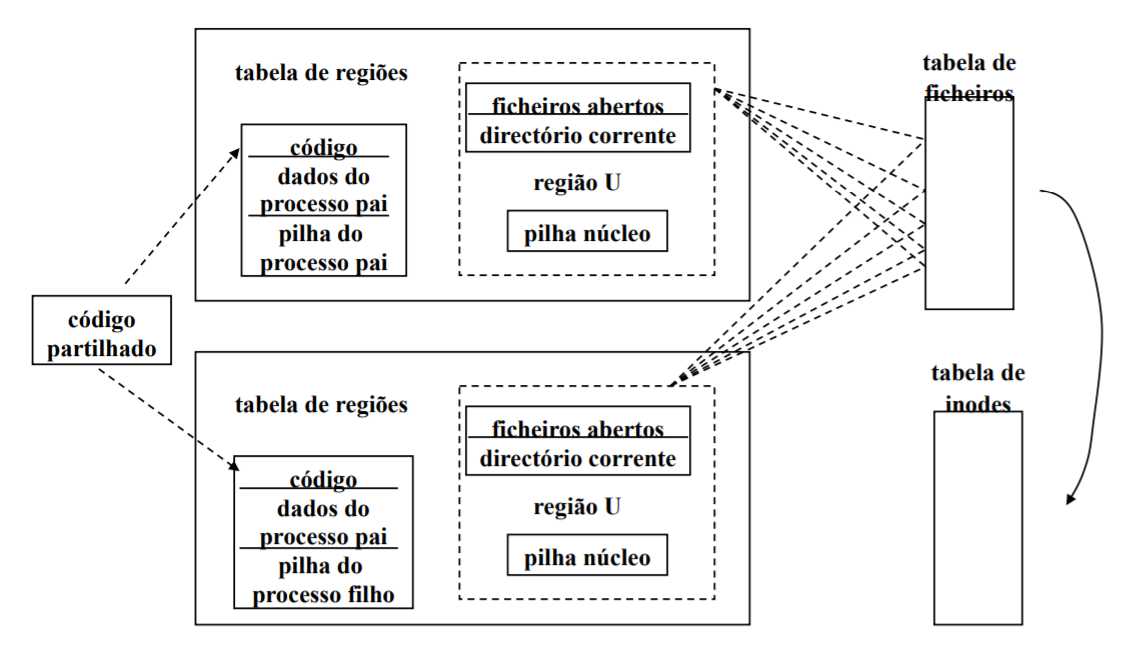 tabela de regiões
ficheiros abertos
directório corrente
código
dados do
processo pai
pilha do
processo pai
região U
pilha núcleo
tabela de
ficheiros
código
partilhado
tabela de regiões
ficheiros abertos
directório corrente
código
dados do
processo pai
pilha do
processo filho
região U
pilha núcleo
tabela de
inodes